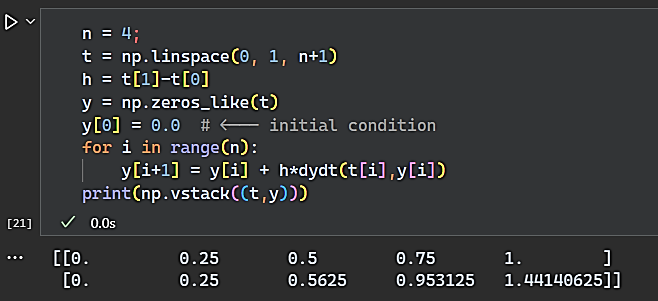 n = 4;
t = np.linspace(0, 1, n+1)
h = t[1]-t[0]
y = np.zeros_like(t)
y[0] = 0.0  # <--- initial condition
for i in range(n):
    y[i+1] = y[i] + h*dydt(t[i],y[i])
print(np.vstack((t,y)))
[21] ✓ 0.0s
... [[0.         0.25       0.5        0.75       1.        ]
 [0.         0.25       0.5625     0.953125   1.44140625]]